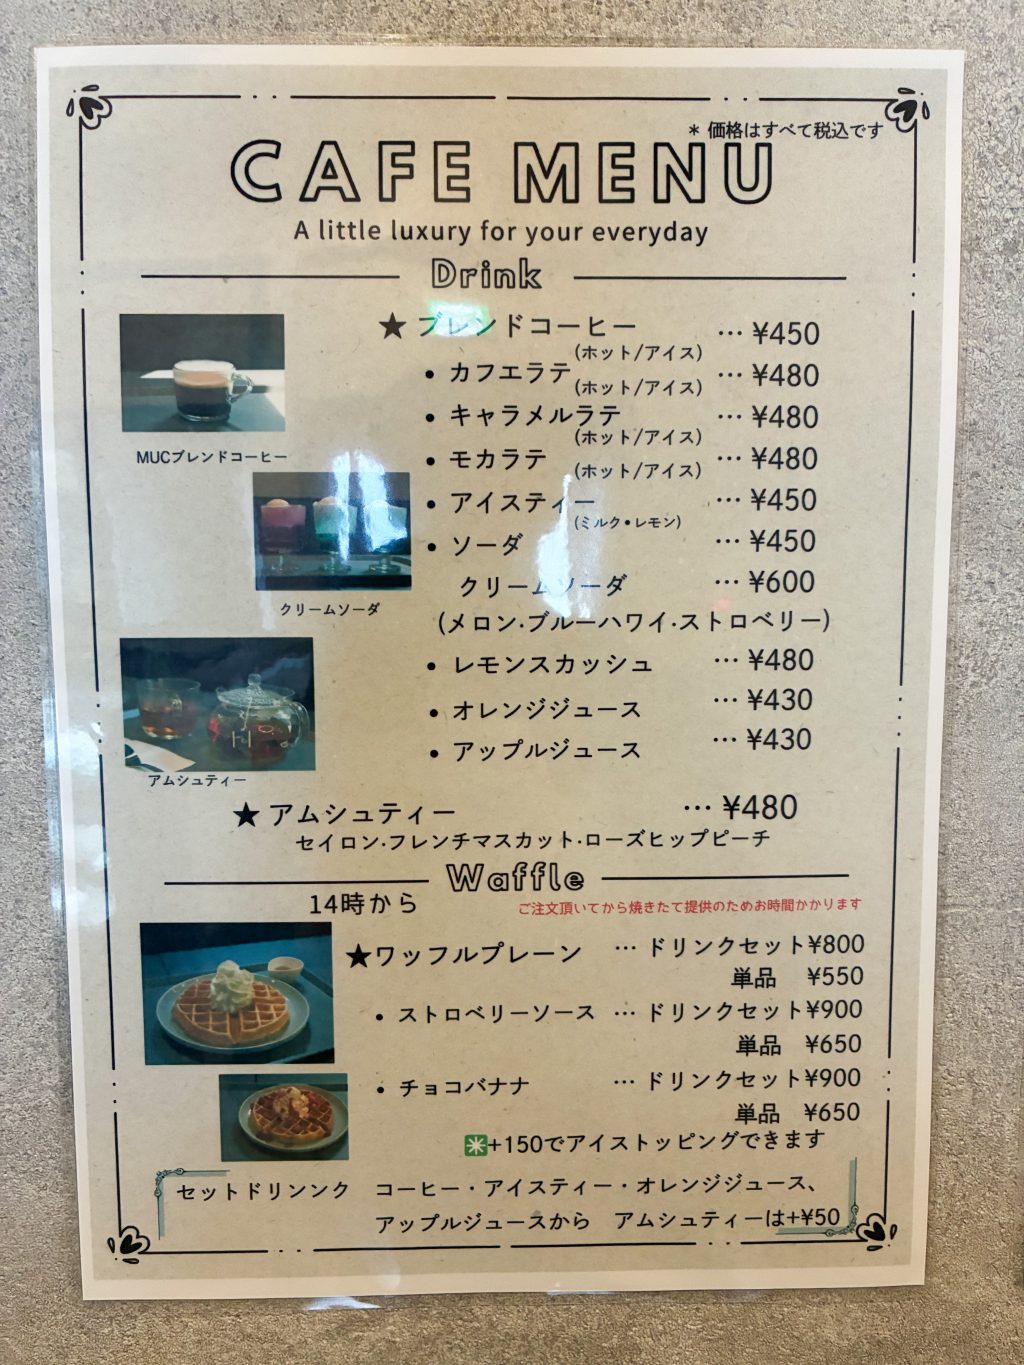 * 価格はすべて税込です
CAFE MENU
A little luxury for your everyday
Drink
★ ブレンドコーヒー … ¥450
(ホット/アイス)
• カフエラテ (ホット/アイス) … ¥480
• キャラメルラテ … ¥480
(ホット/アイス)
• モカラテ (ホット/アイス) … ¥480
• アイスティー … ¥450
(ミルク•レモン)
• ソーダ … ¥450
クリームソーダ … ¥600
(メロン・ブルーハワイ・ストロベリー)
• レモンスカッシュ … ¥480
• オレンジジュース … ¥430
• アップルジュース … ¥430
MUCブレンドコーヒー
クリームソーダ
アムシュティー
★ アムシュティー … ¥480
セイロン・フレンチマスカット・ローズヒップピーチ
Waffle
14時から
ご注文頂いてから焼きたて提供のためお時間かかります
★ワッフルプレーン … ドリンクセット¥800
単品 ¥550
• ストロベリーソース … ドリンクセット¥900
単品 ¥650
• チョコバナナ … ドリンクセット¥900
単品 ¥650
✳+150でアイストッピングできます
セットドリンンク コーヒー・アイスティー・オレンジジュース、
アップルジュースから アムシュティーは+¥50